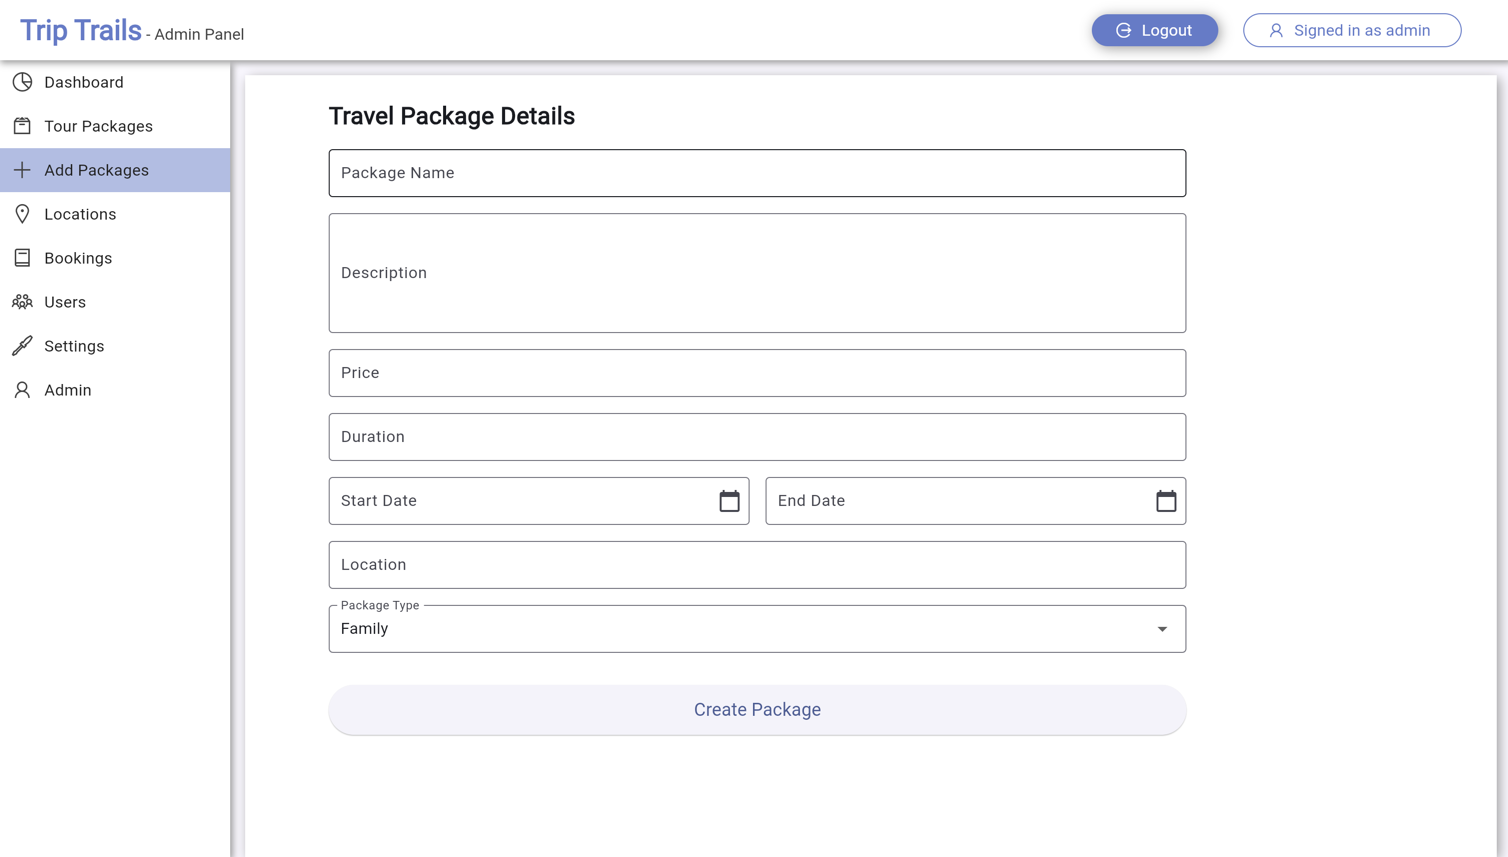 Trip Trails - Admin Panel
Logout
Signed in as admin
Dashboard
Tour Packages
Add Packages
Locations
Bookings
Users
Settings
Admin
Travel Package Details
Package Name
Description
Price
Duration
Start Date
End Date
Location
Package Type
Family
Create Package